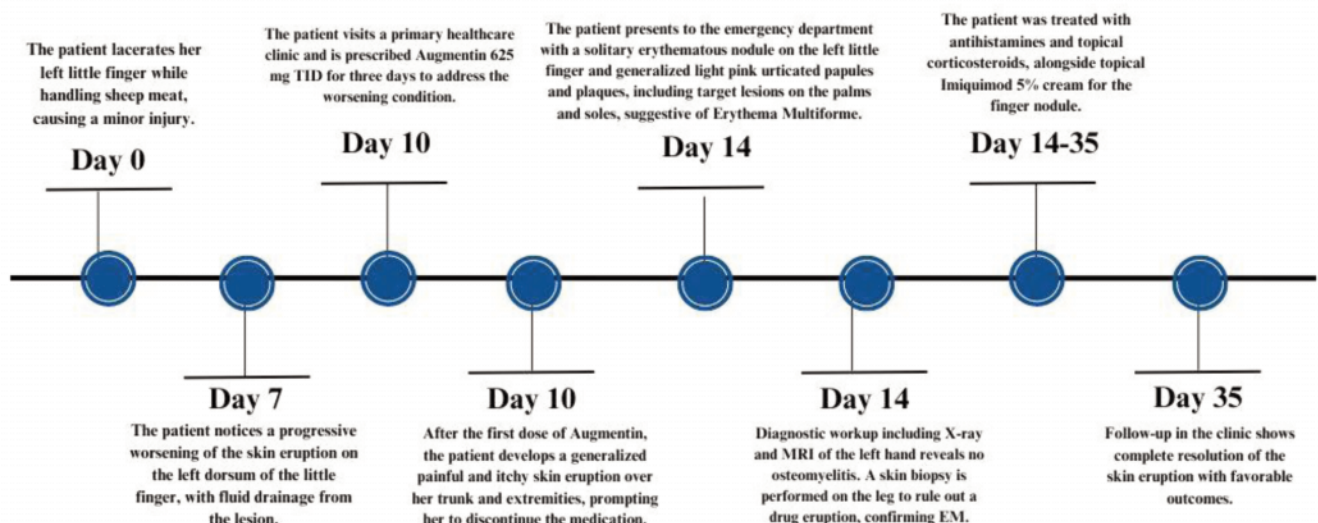 The patient lacerates her
left little finger while
handling sheep meat,
causing a minor injury.
Day 0
The patient visits a primary healthcare
clinic and is prescribed Augmentin 625
mg TID for three days to address the
worsening condition.
Day 10
The patient presents to the emergency department
with a solitary erythematous nodule on the left little
finger and generalized light pink urticated papules
and plaques, including target lesions on the palms
and soles, suggestive of Erythema Multiforme.
Day 14
The patient was treated with
antihistamines and topical
corticosteroids, alongside topical
Imiquimod 5% cream for the
finger nodule.
Day 14-35
Day 7
The patient notices a progressive
worsening of the skin eruption on
the left dorsum of the little
finger, with fluid drainage from
the lesion.
Day 10
After the first dose of Augmentin,
the patient develops a generalized
painful and itchy skin eruption over
her trunk and extremities, prompting
her to discontinue the medication.
Day 14
Diagnostic workup including X-ray
and MRI of the left hand reveals no
osteomyelitis. A skin biopsy is
performed on the leg to rule out a
drug eruption, confirming EM.
Day 35
Follow-up in the clinic shows
complete resolution of the
skin eruption with favorable
outcomes.